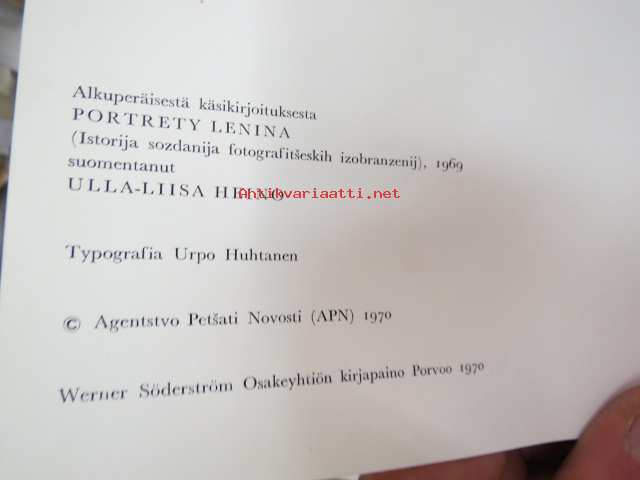 Alkuperäisestä käsikirjoituksesta
PORTRETY LENINA
(Istorija sozdanija fotografitšeskih izobranzenij), 1969
suomentanut
ULLA-LIISA
Antikvariaatti.net
Typografia Urpo Huhtanen
© Agentstvo Petšati Novosti (APN) 1970
Werner Söderström Osakeyhtiön kirjapaino Porvoo 1970